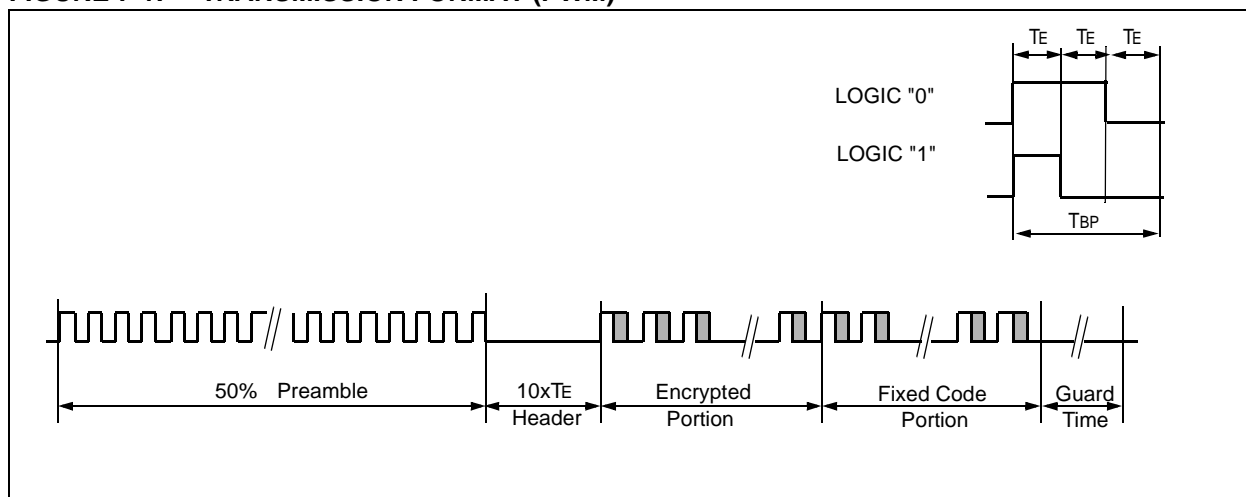 FIGURE TRANSMISSION FORMAT (PWM)
TE TE TE
LOGIC "0"
LOGIC "1"
TBP
50% Preamble
10xTE
Header
Encrypted
Portion
Fixed Code
Portion
Guard
Time